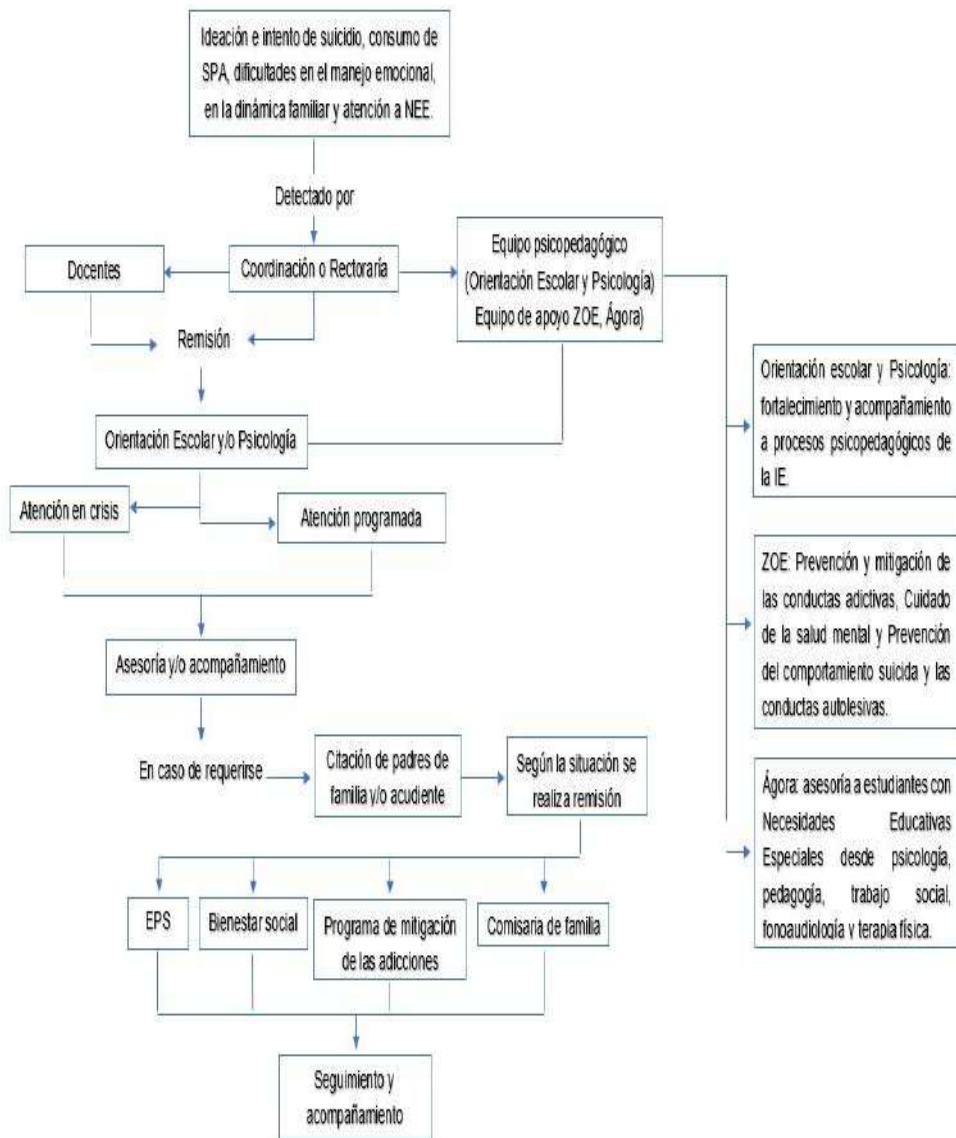 Ideación e intento de suicidio, consumo de
SPA, dificultades en el manejo emocional,
en la dinámica familiar y atención a NEE.
Detectado por
Docentes
Coordinación o Rectoraría
Equipo psicopedagógico
(Orientación Escolar y Psicología)
Equipo de apoyo ZOE, Ágora)
Remisión
Orientación Escolar y/o Psicología
Atención en crisis
Atención programada
Asesoría y/o acompañamiento
En caso de requerirse
Citación de padres de
familia y/o acudiente
Según la situación se
realiza remisión
EPS
Bienestar social
Programa de mitigación
de las adicciones
Comisaria de familia
Seguimiento y
acompañamiento
Orientación escolar y Psicología:
fortalecimiento y acompañamiento
a procesos psicopedagógicos de
la IE.
ZOE: Prevención y mitigación de
las conductas adictivas, Cuidado
de la salud mental y Prevención
del comportamiento suicida y las
conductas autolesivas.
Ágora: asesoría a estudiantes con
Necesidades Educativas
Especiales desde psicología,
pedagogía, trabajo social,
fonoaudiología y terapia física.